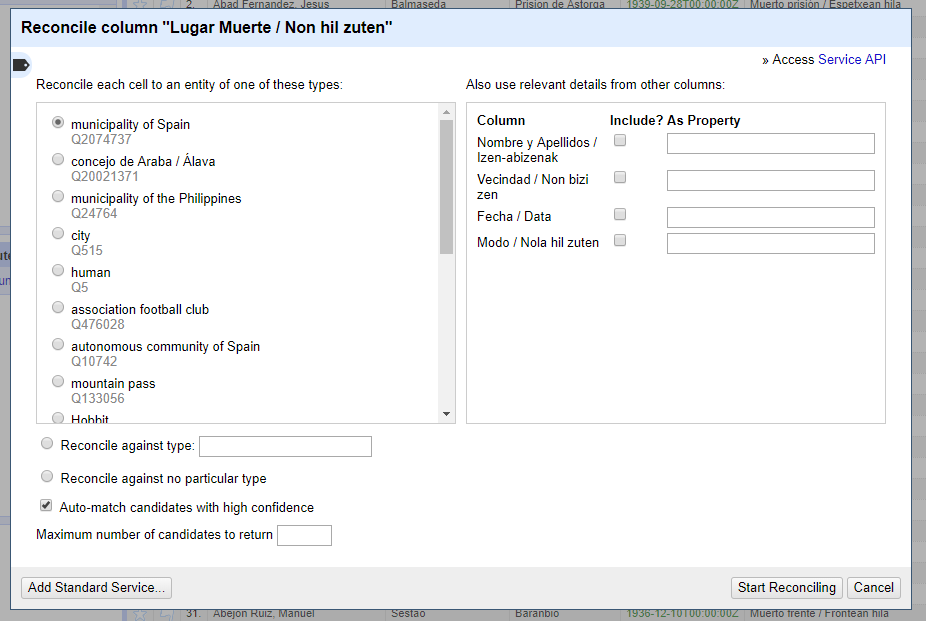 2. Abad Fernandez, Jesus Balmaseda Prisión de Astorga 1939-09-28T00:00:00Z Muerto prisión / Espetxean hila
Reconcile column "Lugar Muerte / Non hil zuten"
» Access Service API
Reconcile each cell to an entity of one of these types:
municipality of Spain
Q2074737
concejo de Araba / Álava
Q20021371
municipality of the Philippines
Q24764
city
Q515
human
Q5
association football club
Q476028
autonomous community of Spain
Q10742
mountain pass
Q133056
Hobbit
Also use relevant details from other columns:
Column Include? As Property
Nombre y Apellidos /
Izen-abizenak
Vecindad / Non bizi
zen
Fecha / Data
Modo / Nola hil zuten
Reconcile against type:
Reconcile against no particular type
Auto-match candidates with high confidence
Maximum number of candidates to return
Add Standard Service... Start Reconciling Cancel
31. Abejon Ruiz, Manuel Sestao Baranbio 1936-12-10T00:00:00Z Muerto frente / Frontean hila